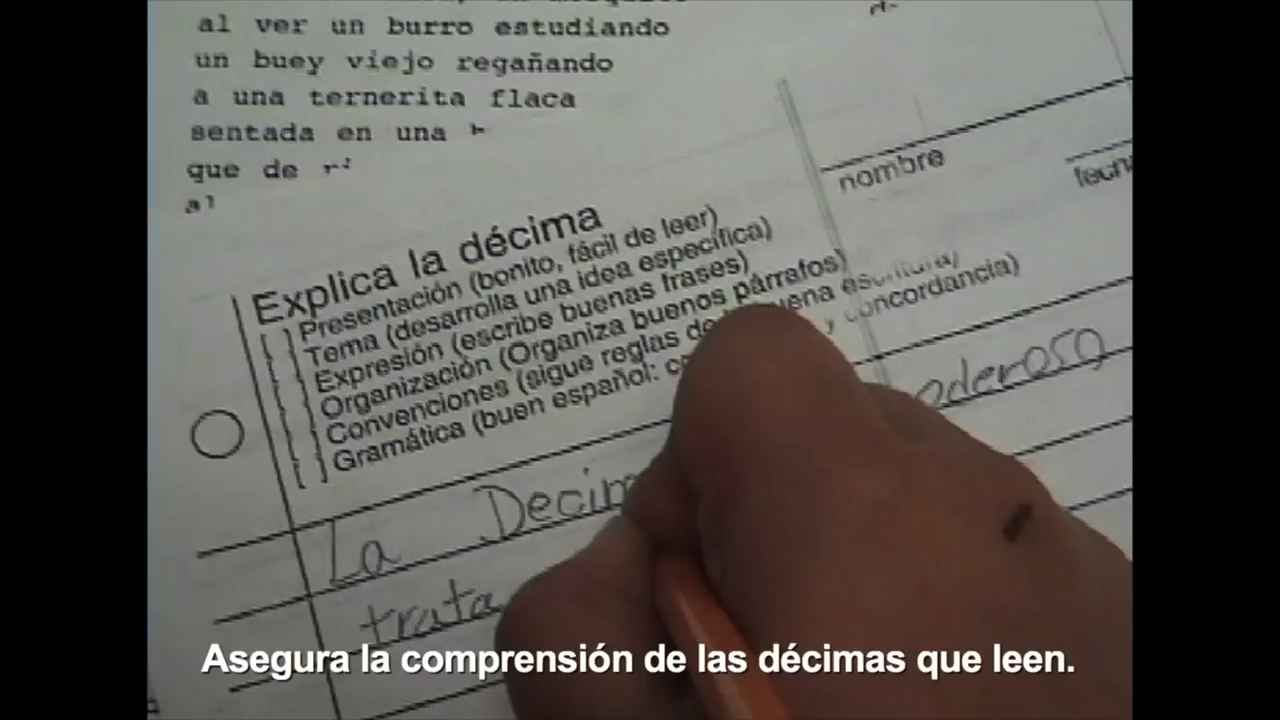 al ver un burro estudiando
un buey viejo regañando
a una ternerita flaca
sentada en una
que de
nombre
Explica la décima
[ ] Presentación (bonito, fácil de leer)
[ ] Tema (desarrolla una idea específica)
[ ] Expresión (escribe buenas frases)
[ ] Organización (Organiza buenos párrafos)
[ ] Convenciones (sigue reglas de buena escritura)
[ ] Gramática (buen español: y concordancia)
La
trata
Asegura la comprensión de las décimas que leen.